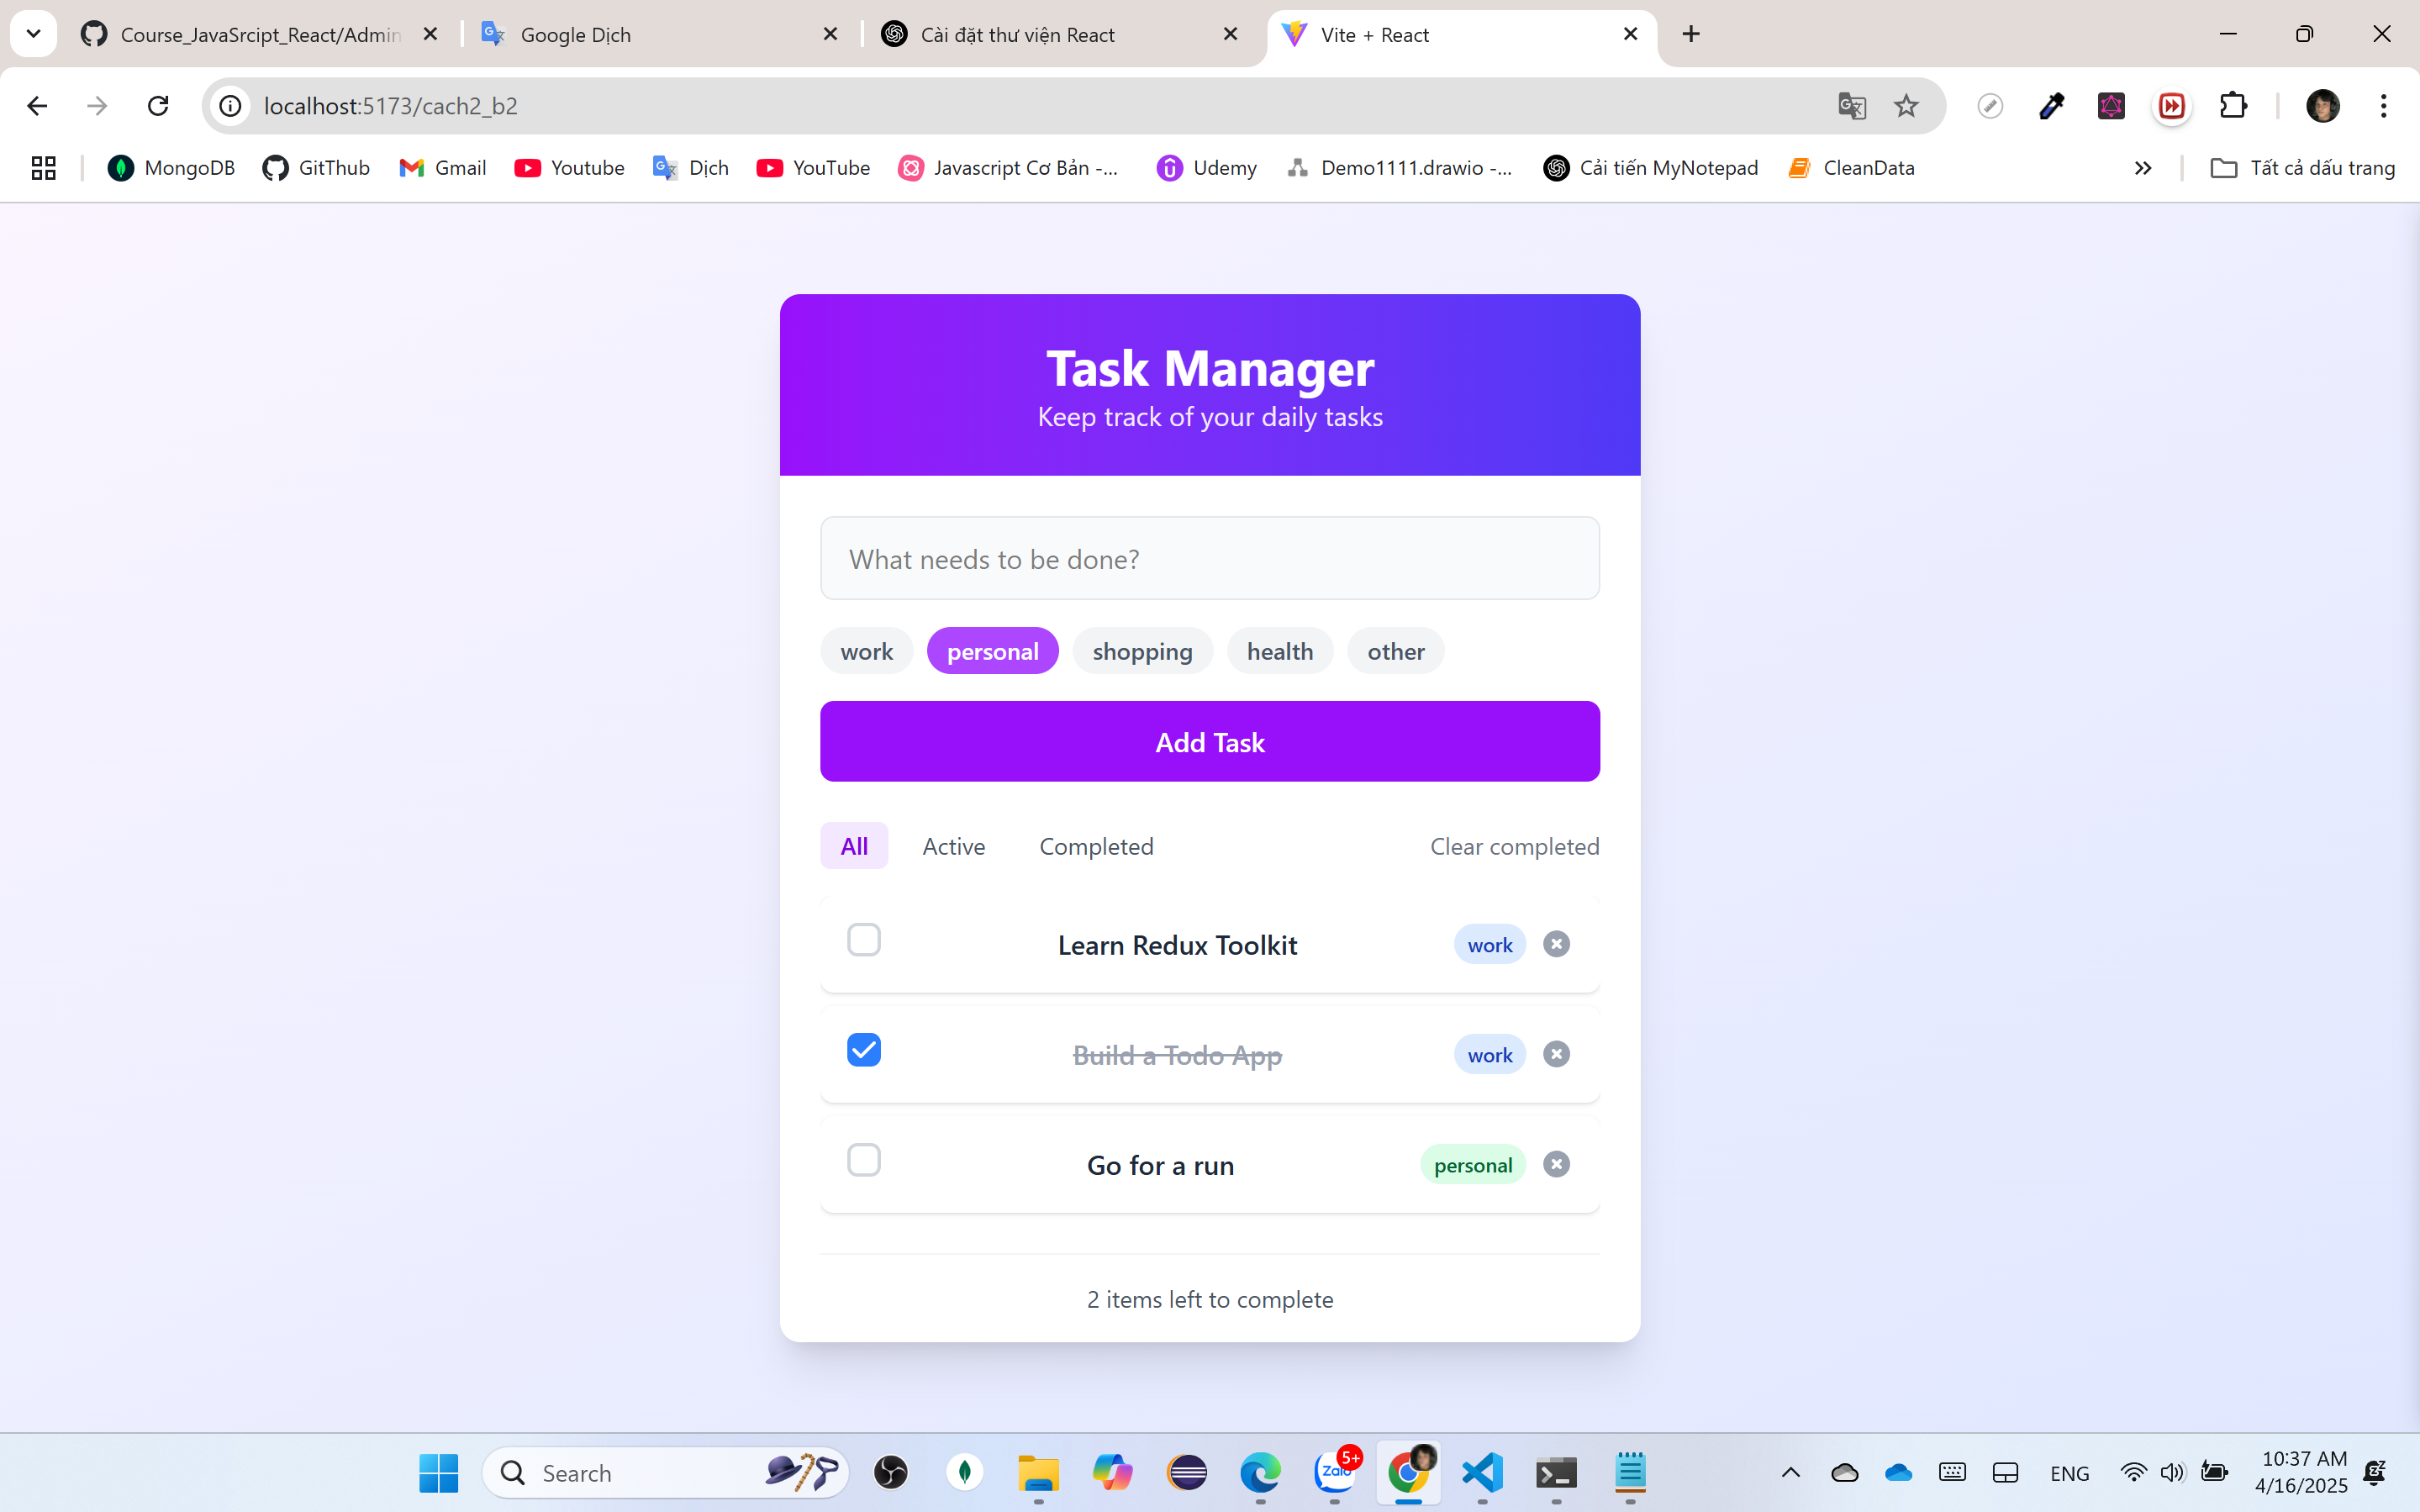 Course_JavaSrcipt_React/Admin
Google Dịch
Cài đặt thư viện React
Vite + React
localhost:5173/cach2_b2
MongoDB
GitThub
Gmail
Youtube
Dịch
YouTube
Javascript Cơ Bản -...
Udemy
Demo1111.drawio -...
Cải tiến MyNotepad
CleanData
Tất cả dấu trang
Task Manager
Keep track of your daily tasks
What needs to be done?
work personal shopping health other
Add Task
All Active Completed Clear completed
Learn Redux Toolkit work
Build a Todo App work
Go for a run personal
2 items left to complete
Search
Zalo 5+
ENG
10:37 AM
4/16/2025